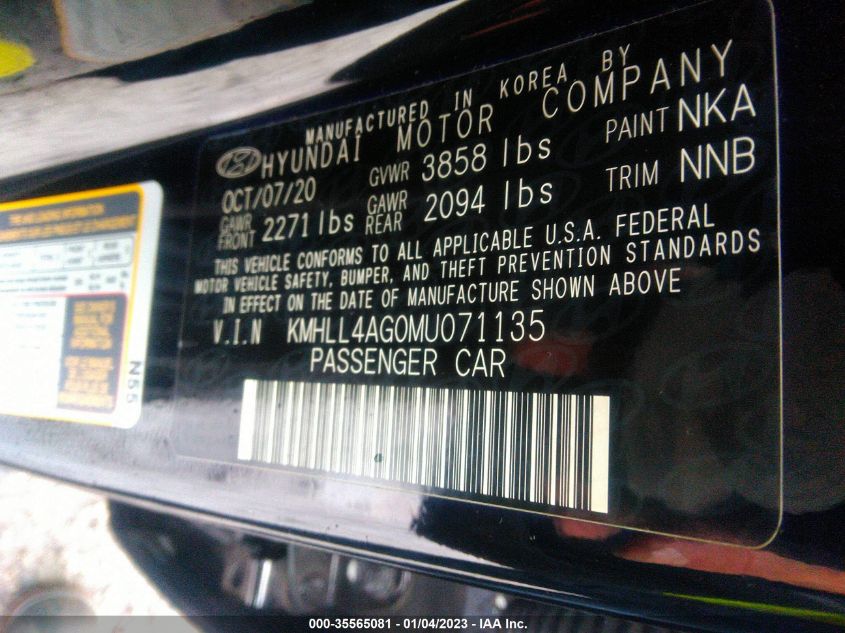 MANUFACTURED IN KOREA BY
HYUNDAI MOTOR COMPANY
OCT/07/20 GVWR 3858 lbs PAINT NKA
GAWR FRONT 2271 lbs GAWR REAR 2094 lbs TRIM NNB
THIS VEHICLE CONFORMS TO ALL APPLICABLE U.S.A. FEDERAL
MOTOR VEHICLE SAFETY, BUMPER, AND THEFT PREVENTION STANDARDS
IN EFFECT ON THE DATE OF MANUFACTURE SHOWN ABOVE
V.I.N KMHLL4AG0MU071135
PASSENGER CAR
N55
000-35565081 - 01/04/2023 - IAA Inc.